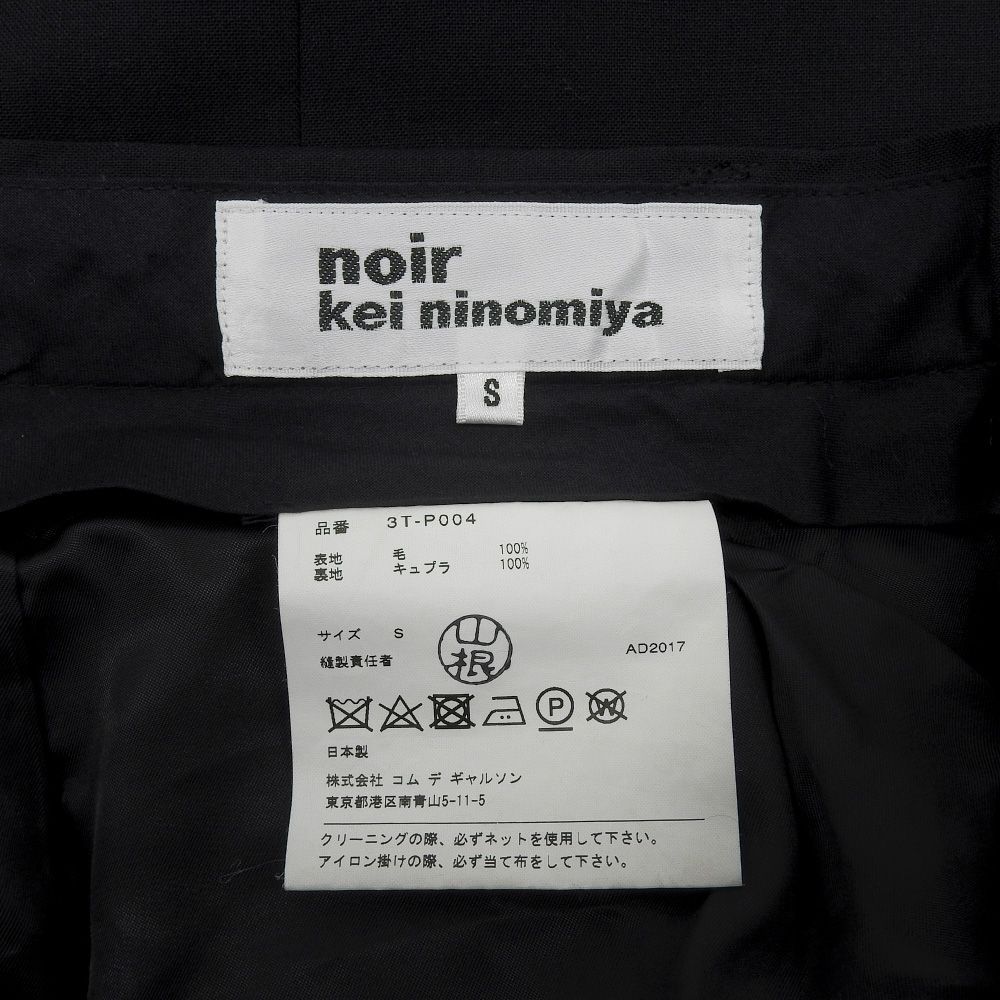 noir
kei ninomiya
S
品番 3T-P004
表地 毛 100%
裏地 キュプラ 100%
サイズ S
縫製責任者 山根 AD2017
P W
日本製
株式会社 コム デ ギャルソン
東京都港区南青山5-11-5
クリーニングの際、必ずネットを使用して下さい。
アイロン掛けの際、必ず当て布をして下さい。